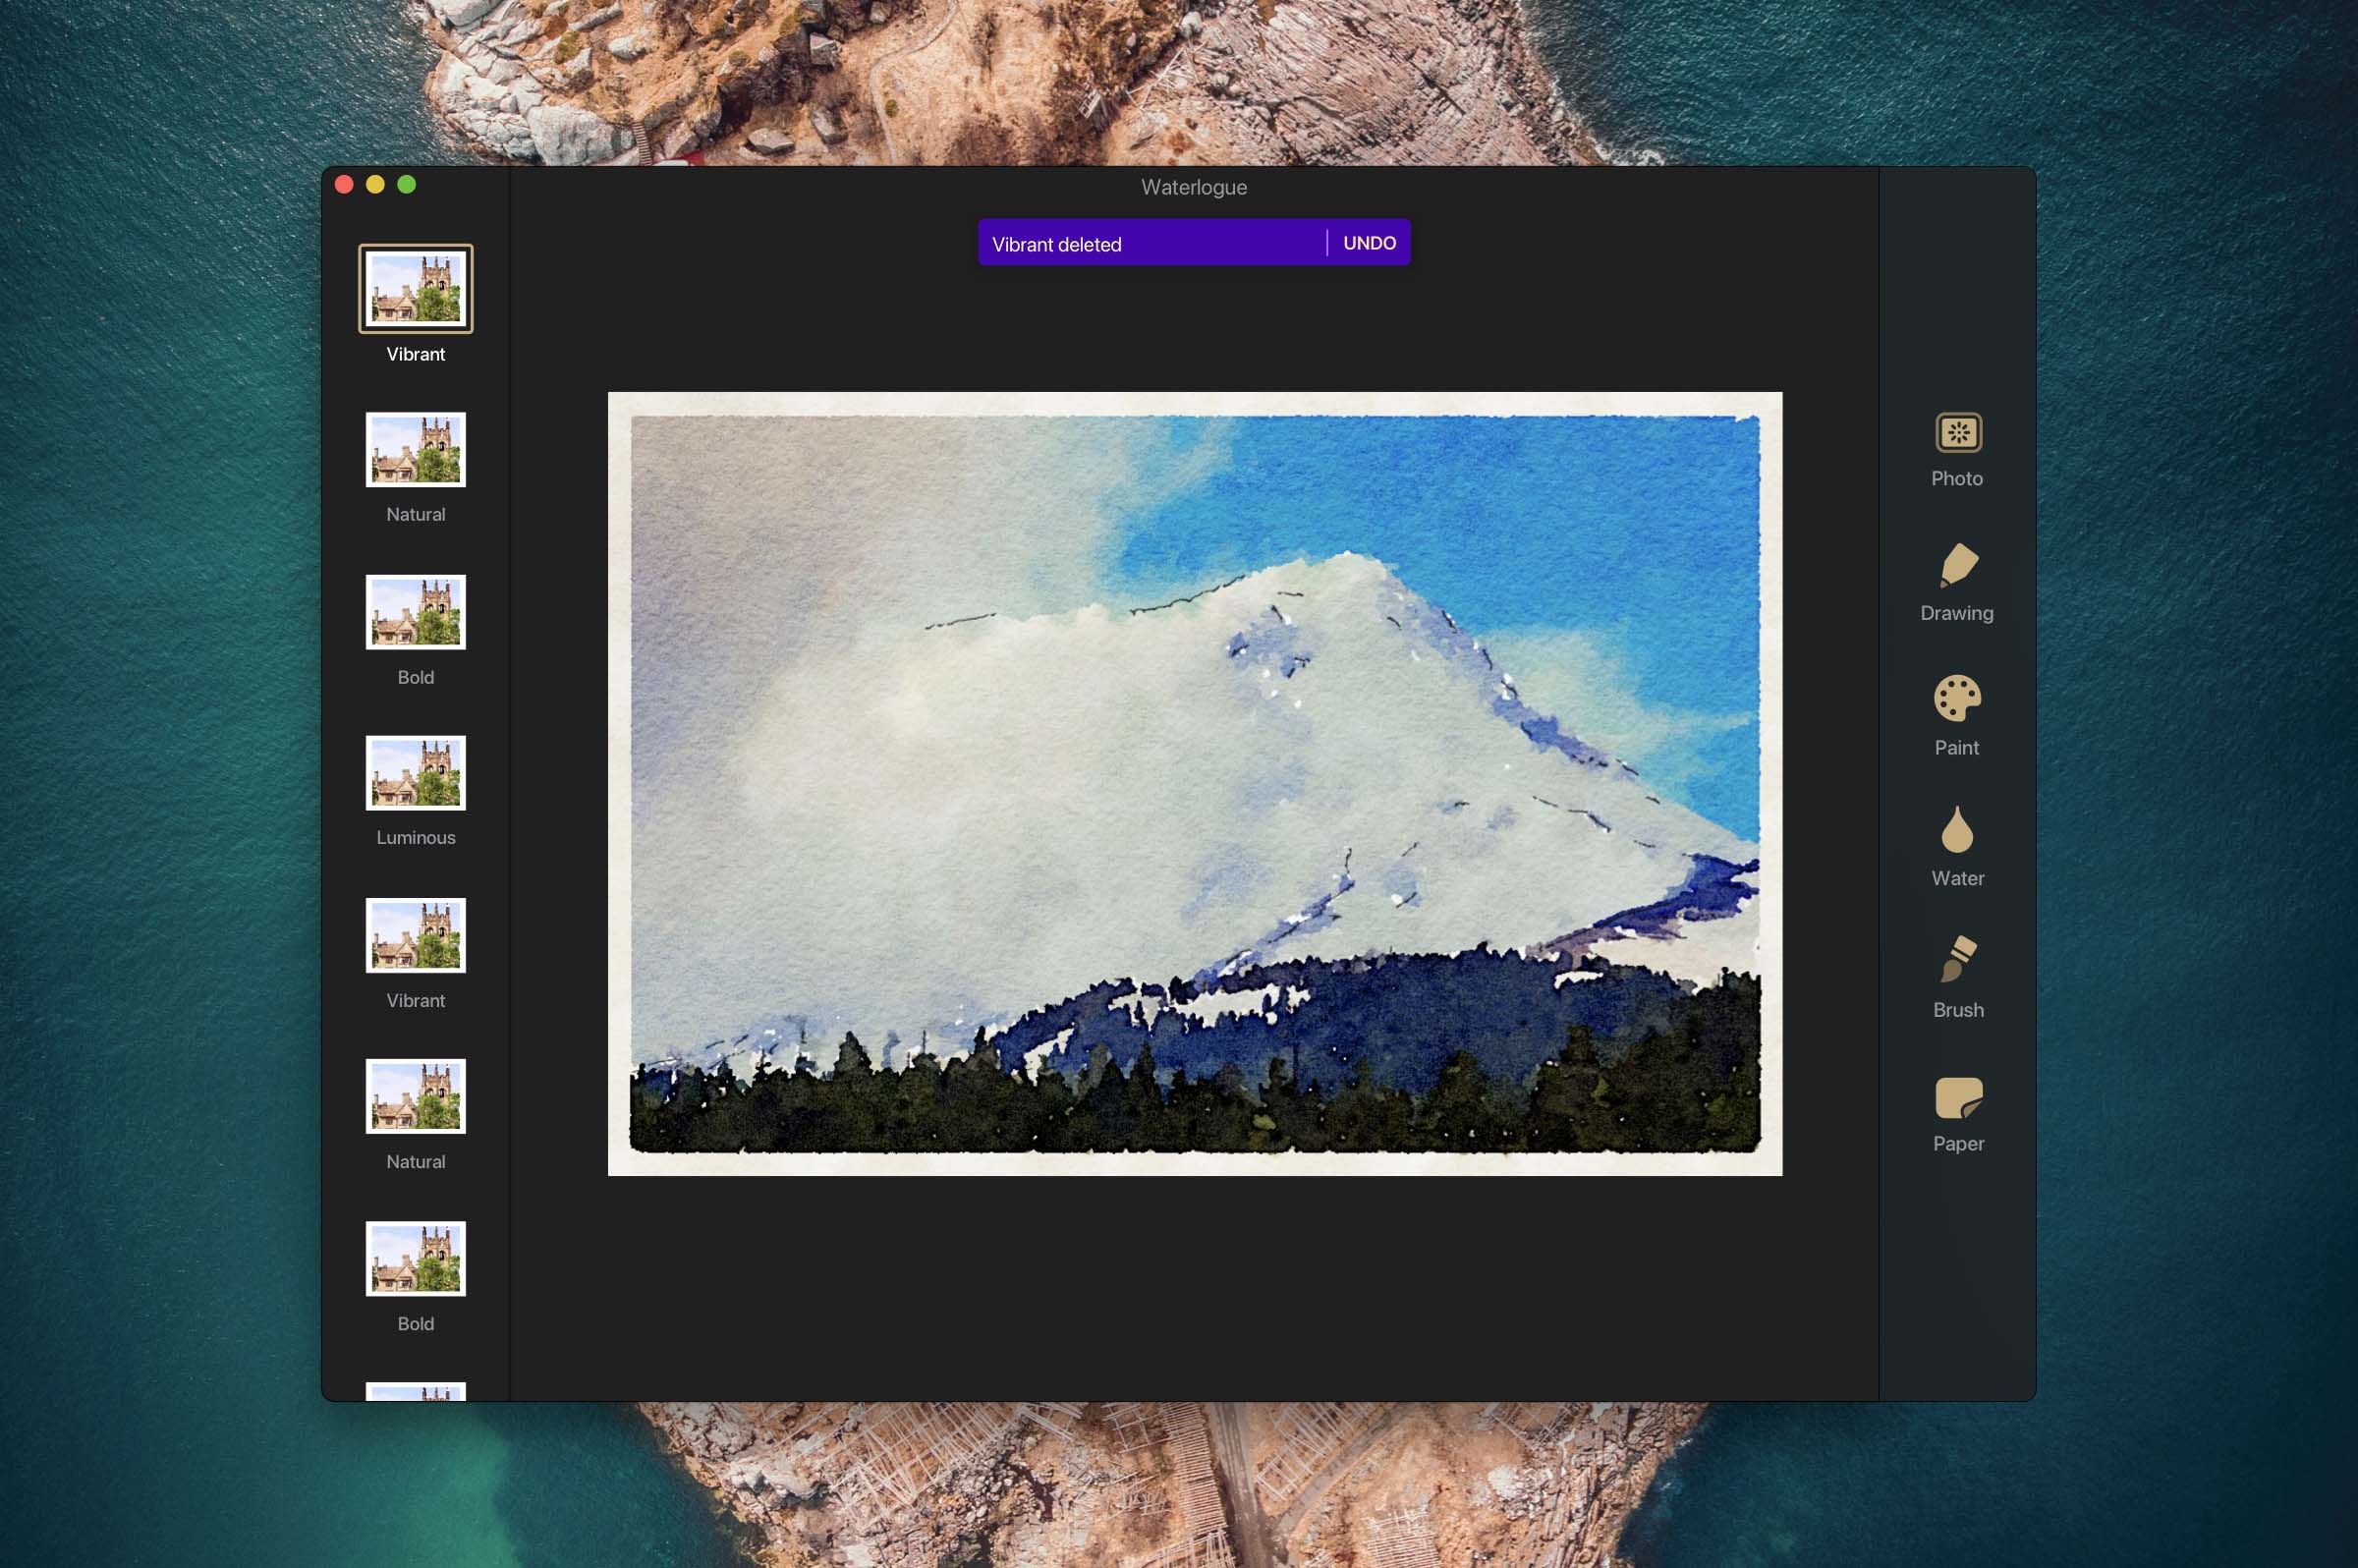 Waterlogue
Vibrant deleted
UNDO
Vibrant
Natural
Bold
Luminous
Vibrant
Natural
Bold
Photo
Drawing
Paint
Water
Brush
Paper